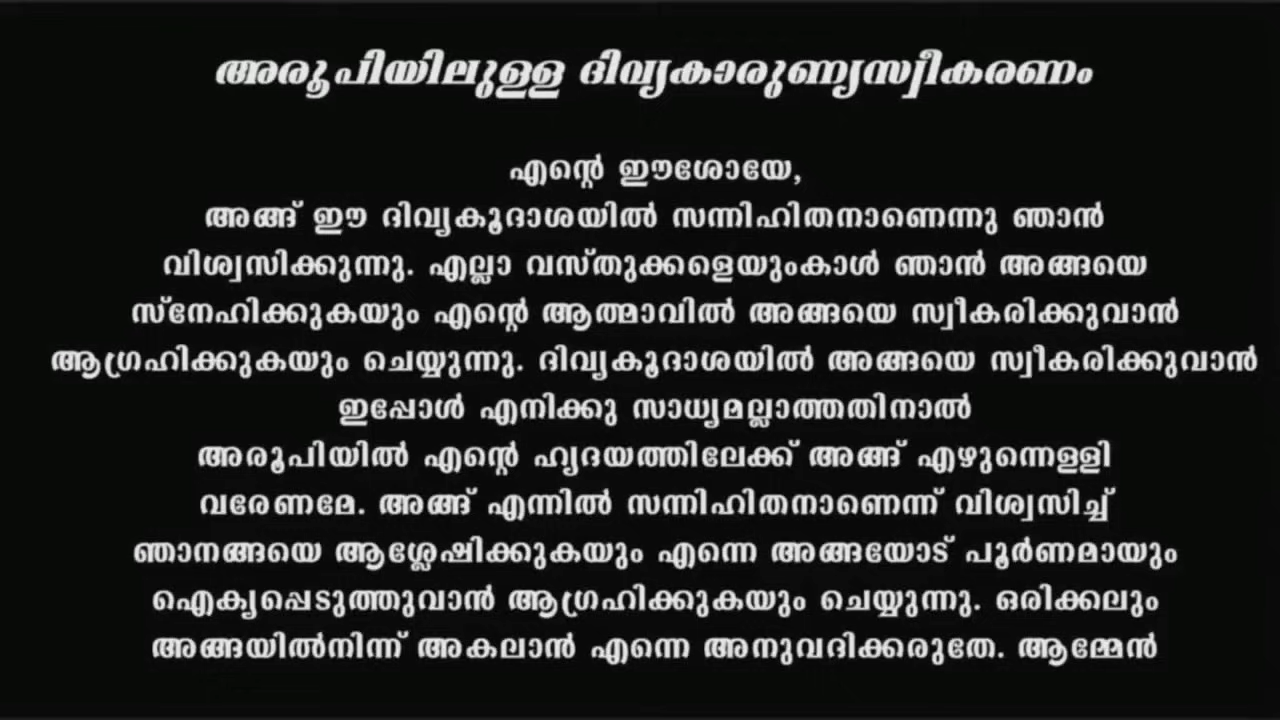 അരൂപിയിലുള്ള ദിവ്യകാരുണ്യസ്വീകരണം
എന്റെ ഈശോയേ,
അങ്ങ് ഈ ദിവ്യകൂദാശയിൽ സന്നിഹിതനാണെന്നു ഞാൻ
വിശ്വസിക്കുന്നു. എല്ലാ വസ്തുക്കളെയുംകാൾ ഞാൻ അങ്ങയെ
സ്നേഹിക്കുകയും എന്റെ ആത്മാവിൽ അങ്ങയെ സ്വീകരിക്കുവാൻ
ആഗ്രഹിക്കുകയും ചെയ്യുന്നു. ദിവ്യകൂദാശയിൽ അങ്ങയെ സ്വീകരിക്കുവാൻ
ഇപ്പോൾ എനിക്കു സാധ്യമല്ലാത്തതിനാൽ
അരൂപിയിൽ എന്റെ ഹൃദയത്തിലേക്ക് അങ്ങ് എഴുന്നെള്ളി
വരേണമേ. അങ്ങ് എന്നിൽ സന്നിഹിതനാണെന്ന് വിശ്വസിച്ച്
ഞാനങ്ങയെ ആശ്ലേഷിക്കുകയും എന്നെ അങ്ങയോട് പൂർണമായും
ഐക്യപ്പെടുത്തുവാൻ ആഗ്രഹിക്കുകയും ചെയ്യുന്നു. ഒരിക്കലും
അങ്ങയിൽനിന്ന് അകലാൻ എന്നെ അനുവദിക്കരുതേ. ആമ്മേൻ